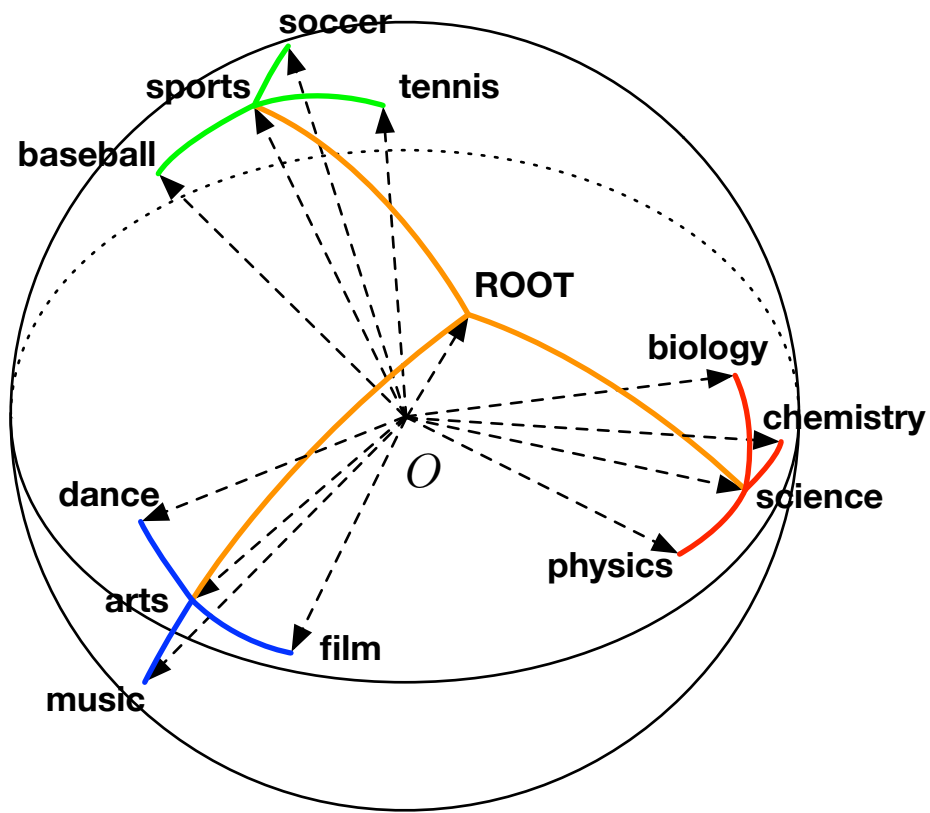 soccer
sports
tennis
baseball
ROOT
biology
chemistry
O
dance
science
physics
arts
film
music